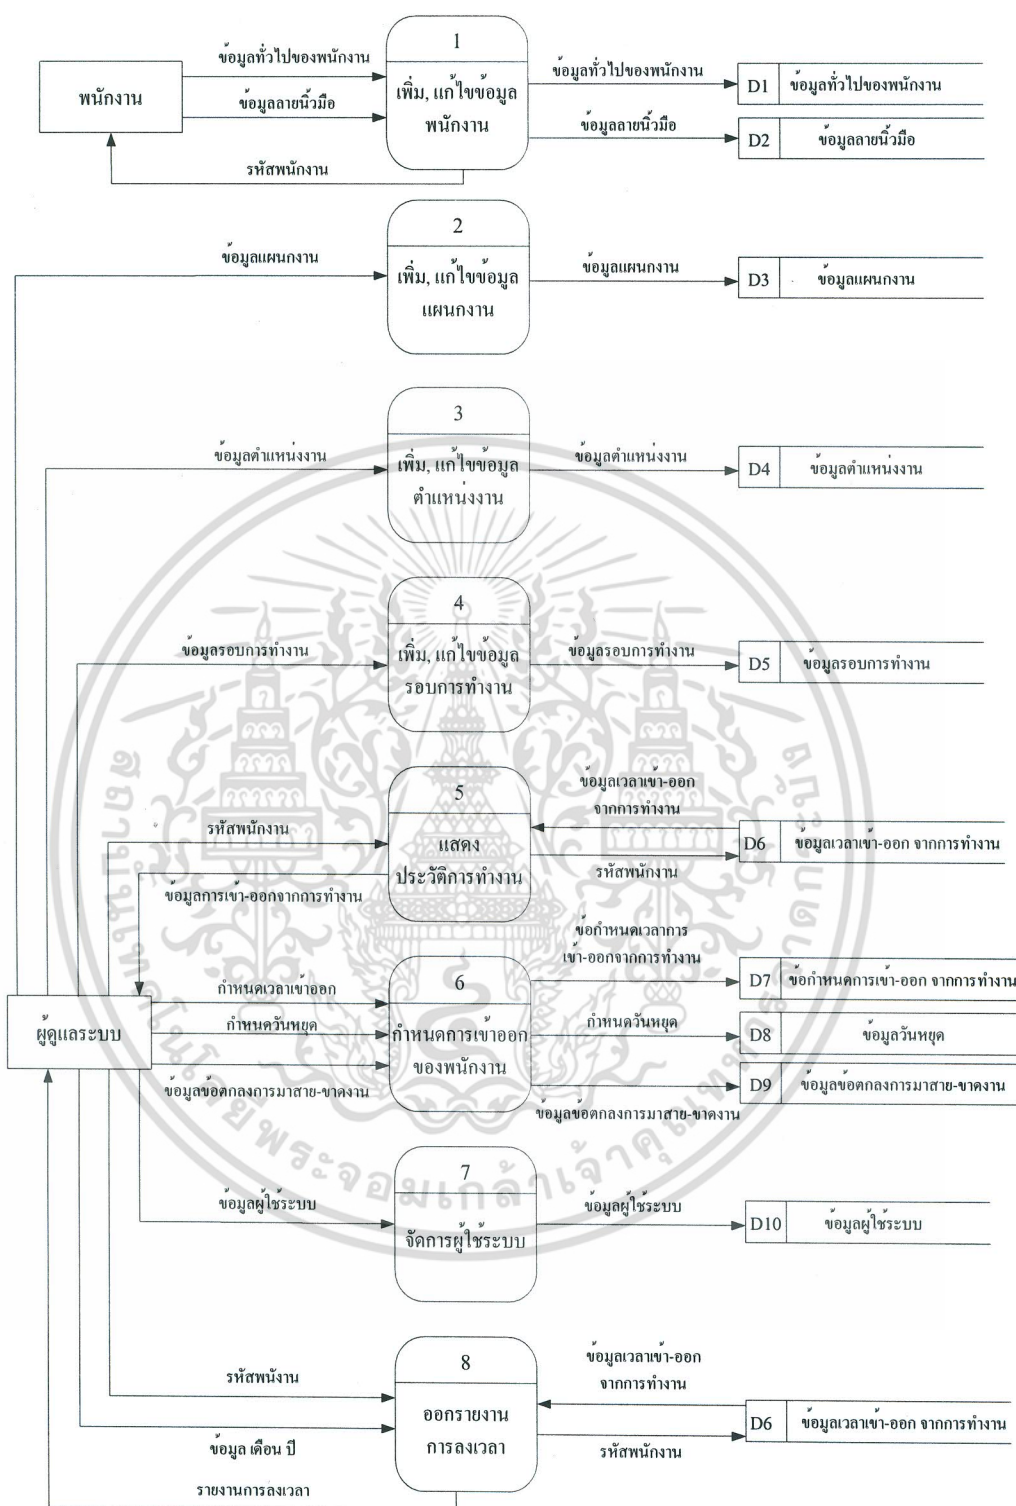 1
ข้อมูลทั่วไปของพนักงาน
พนักงาน
ข้อมูลลายนิ้วมือ
เพิ่ม, แก้ไขข้อมูล
พนักงาน
ข้อมูลทั่วไปของพนักงาน
D1 ข้อมูลทั่วไปของพนักงาน
ข้อมูลลายนิ้วมือ
D2 ข้อมูลลายนิ้วมือ
รหัสพนักงาน
2
ข้อมูลแผนกงาน
เพิ่ม, แก้ไขข้อมูล
แผนกงาน
ข้อมูลแผนกงาน
D3 ข้อมูลแผนกงาน
3
ข้อมูลตำแหน่งงาน
เพิ่ม, แก้ไขข้อมูล
ตำแหน่งงาน
ข้อมูลตำแหน่งงาน
D4 ข้อมูลตำแหน่งงาน
4
ข้อมูลรอบการทำงาน
เพิ่ม, แก้ไขข้อมูล
รอบการทำงาน
ข้อมูลรอบการทำงาน
D5 ข้อมูลรอบการทำงาน
5
รหัสพนักงาน
แสดง
ประวัติการทำงาน
ข้อมูลเวลาเข้า-ออก
จากการทำงาน
D6 ข้อมูลเวลาเข้า-ออก จากการทำงาน
รหัสพนักงาน
ข้อมูลการเข้า-ออกจากการทำงาน
6
ผู้ดูแลระบบ
กำหนดเวลาเข้าออก
กำหนดวันหยุด
ข้อมูลข้อตกลงการมาสาย-ขาดงาน
กำหนดการเข้าออก
ของพนักงาน
ข้อกำหนดเวลาการ
เข้า-ออกจากการทำงาน
D7 ข้อกำหนดการเข้า-ออก จากการทำงาน
กำหนดวันหยุด
D8 ข้อมูลวันหยุด
D9 ข้อมูลข้อตกลงการมาสาย-ขาดงาน
ข้อมูลข้อตกลงการมาสาย-ขาดงาน
7
ข้อมูลผู้ใช้ระบบ
จัดการผู้ใช้ระบบ
ข้อมูลผู้ใช้ระบบ
D10 ข้อมูลผู้ใช้ระบบ
8
รหัสพนังาน
ออกรายงาน
การลงเวลา
ข้อมูลเวลาเข้า-ออก
จากการทำงาน
D6 ข้อมูลเวลาเข้า-ออก จากการทำงาน
รหัสพนักงาน
ข้อมูล เดือน ปี
รายงานการลงเวลา